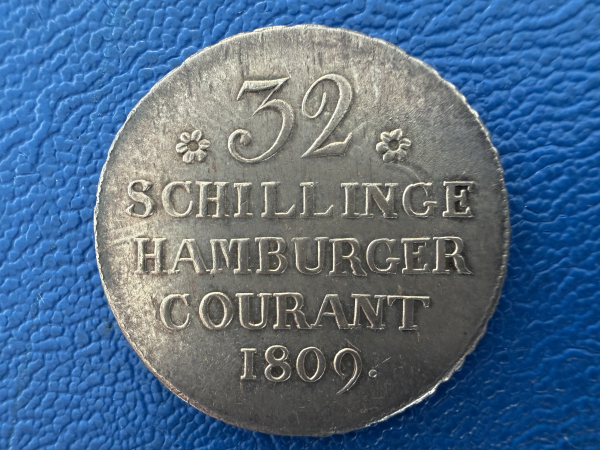 32
SCHILLINGE
HAMBURGER
COURANT
1809.